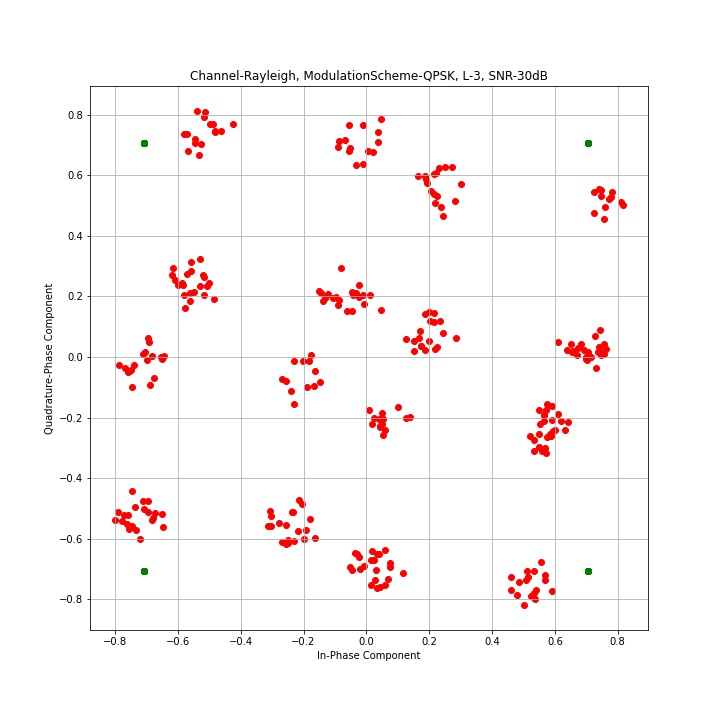 Channel-Rayleigh, ModulationScheme-QPSK, L-3, SNR-30dB
Quadrature-Phase Component
0.8
0.6
0.4
0.2
0.0
−0.2
−0.4
−0.6
−0.8
−0.8 −0.6 −0.4 −0.2 0.0 0.2 0.4 0.6 0.8
In-Phase Component